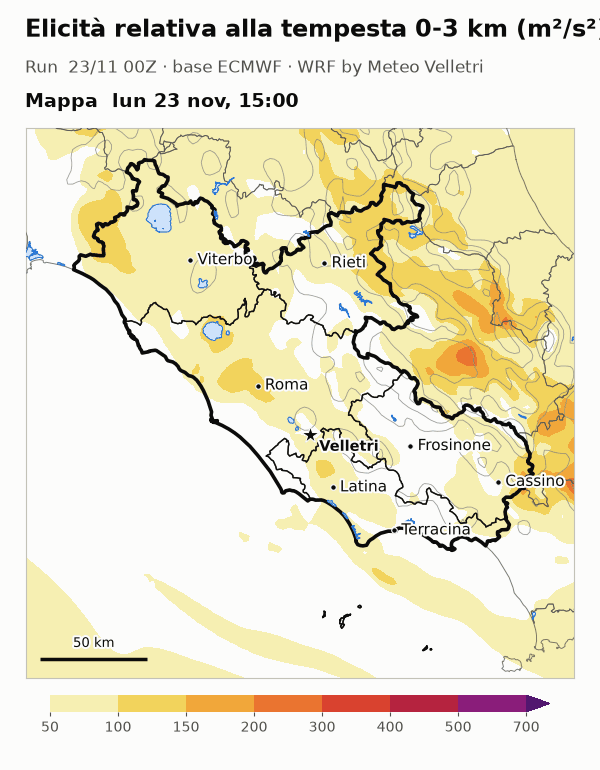 Elicità relativa alla tempesta 0-3 km (m²/s²)
Run  23/11 00Z · base ECMWF · WRF by Meteo Velletri
Mappa  lun 23 nov, 15:00
Viterbo
Rieti
Roma
Velletri
Frosinone
Cassino
Latina
Terracina
50 km
50 100 150 200 300 400 500 700